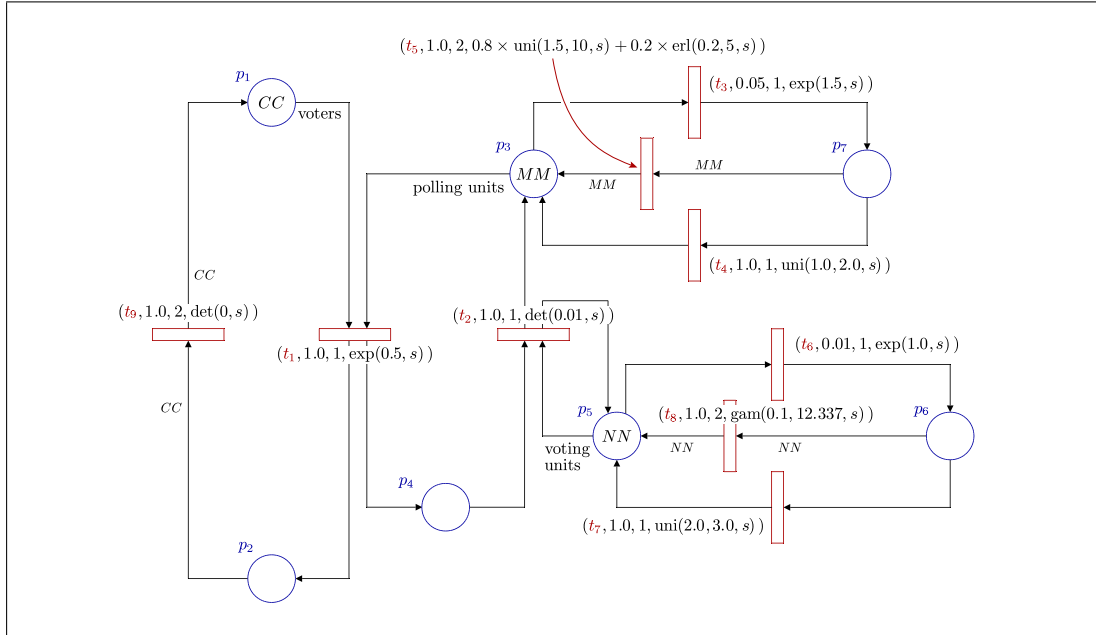 (t₅, 1.0, 2, 0.8 × uni(1.5, 10, s) + 0.2 × erl(0.2, 5, s))
p₁
CC
voters
(t₃, 0.05, 1, exp(1.5, s))
p₃
MM
p₇
MM
MM
polling units
(t₄, 1.0, 1, uni(1.0, 2.0, s))
CC
(t₉, 1.0, 2, det(0, s))
(t₂, 1.0, 1, det(0.01, s))
(t₁, 1.0, 1, exp(0.5, s))
(t₆, 0.01, 1, exp(1.0, s))
CC
p₅
NN
(t₈, 1.0, 2, gam(0.1, 12.337, s))
p₆
NN
NN
voting
units
p₄
(t₇, 1.0, 1, uni(2.0, 3.0, s))
p₂